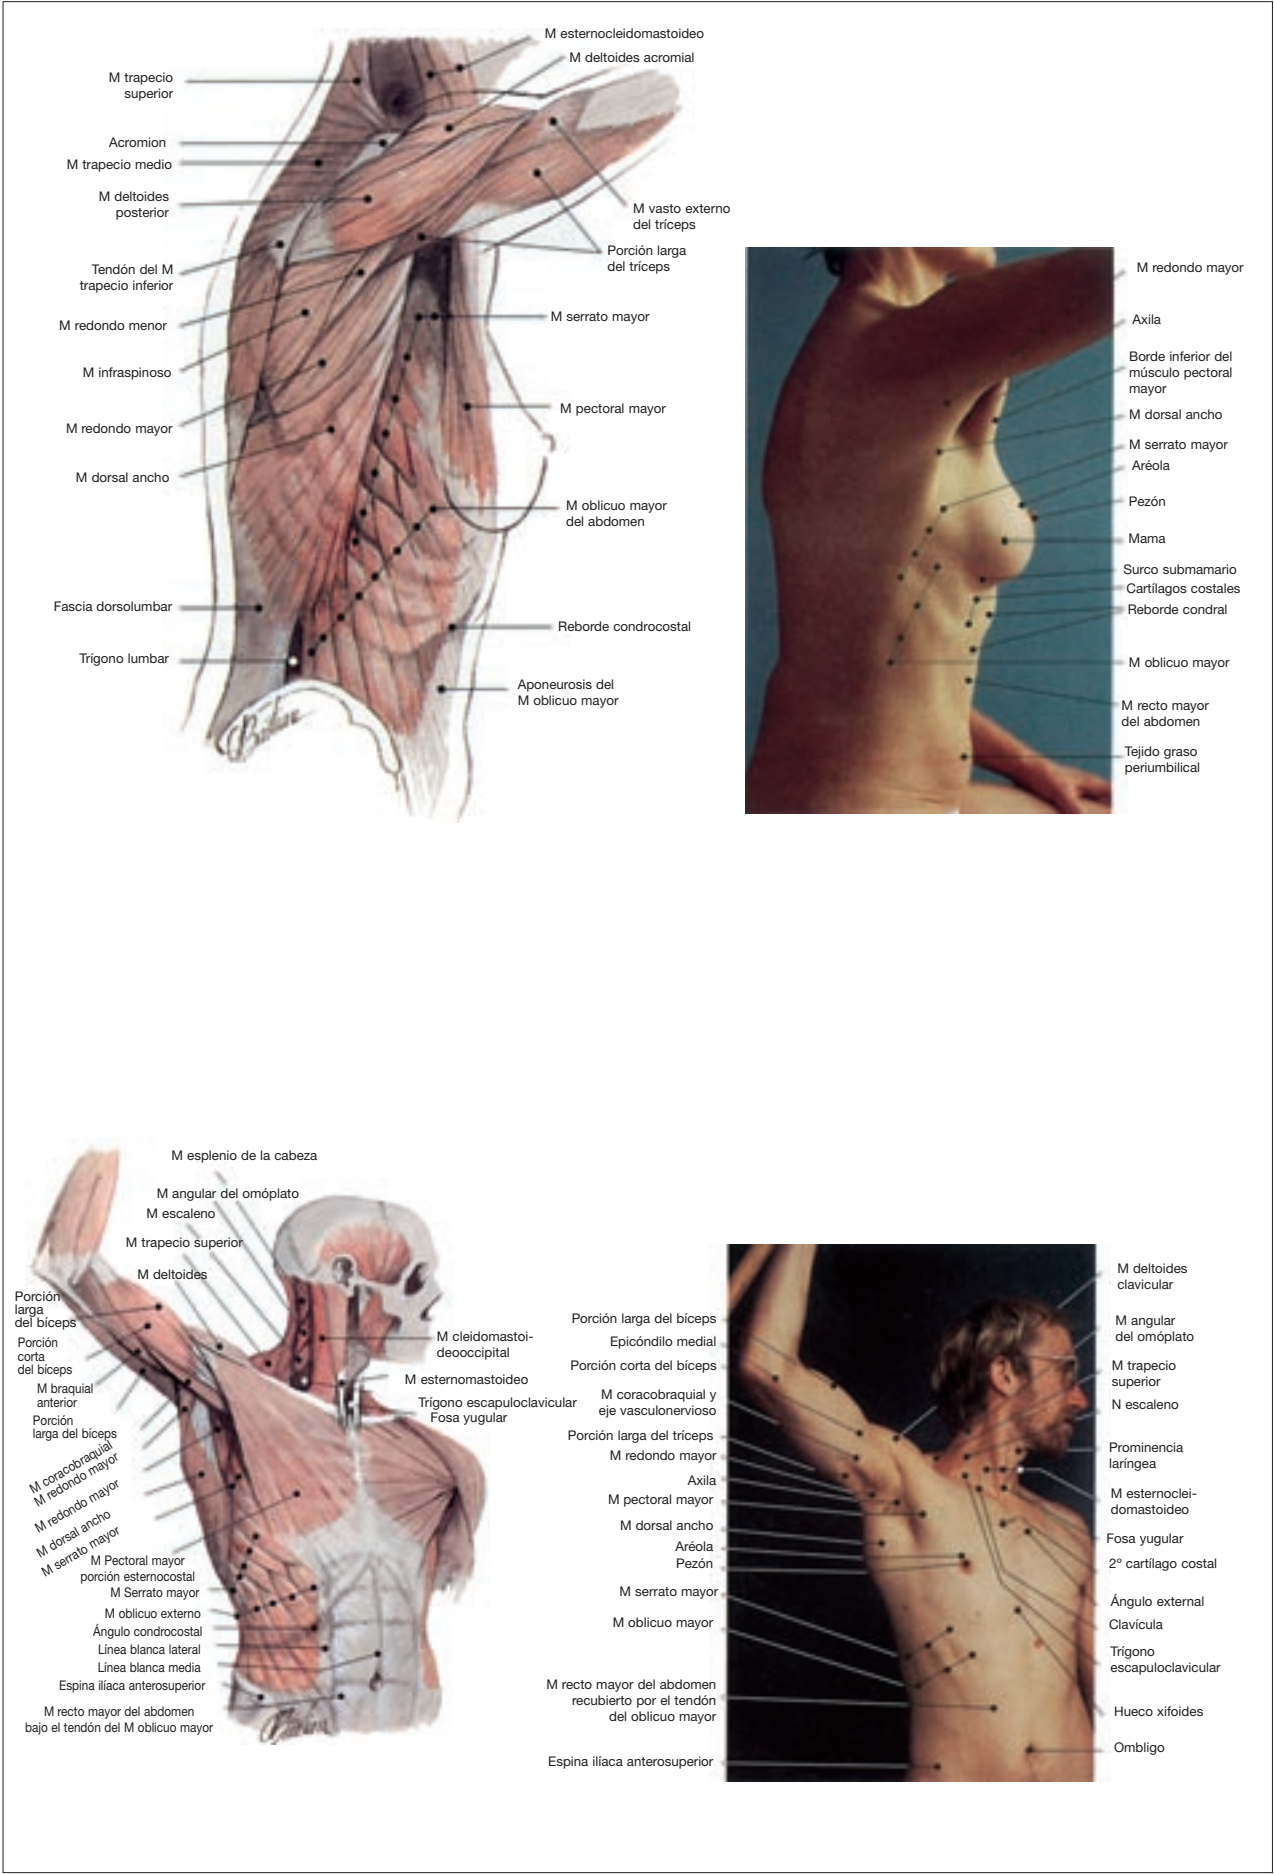 M esternocleidomastoideo
M deltoides acromial
M trapecio
superior
Acromion
M trapecio medio
M deltoides
posterior
Tendón del M
trapecio inferior
M redondo menor
M infraspinoso
M redondo mayor
M dorsal ancho
Fascia dorsolumbar
Trígono lumbar
M vasto externo
del tríceps
Porción larga
del tríceps
M serrato mayor
M pectoral mayor
M oblicuo mayor
del abdomen
Reborde condrocostal
Aponeurosis del
M oblicuo mayor
M redondo mayor
Axila
Borde inferior del
músculo pectoral
mayor
M dorsal ancho
M serrato mayor
Aréola
Pezón
Mama
Surco submamario
Cartílagos costales
Reborde condral
M oblicuo mayor
M recto mayor
del abdomen
Tejido graso
periumbilical
M esplenio de la cabeza
M angular del omóplato
M escaleno
M trapecio superior
M deltoides
Porción
larga
del bíceps
Porción
corta
del bíceps
M braquial
anterior
Porción
larga del bíceps
M coracobraquial
M redondo mayor
M redondo mayor
M dorsal ancho
M serrato mayor
M Pectoral mayor
porción esternocostal
M Serrato mayor
M oblicuo externo
Ángulo condrocostal
Línea blanca lateral
Línea blanca media
Espina ilíaca anterosuperior
M recto mayor del abdomen
bajo el tendón del M oblicuo mayor
M cleidomastoi-
deooccipital
M esternomastoideo
Trígono escapuloclavicular
Fosa yugular
Porción larga del bíceps
Epicóndilo medial
Porción corta del bíceps
M coracobraquial y
eje vasculonervioso
Porción larga del tríceps
M redondo mayor
Axila
M pectoral mayor
M dorsal ancho
Aréola
Pezón
M serrato mayor
M oblicuo mayor
M recto mayor del abdomen
recubierto por el tendón
del oblicuo mayor
Espina ilíaca anterosuperior
M deltoides
clavicular
M angular
del omóplato
M trapecio
superior
N escaleno
Prominencia
laríngea
M esternoclei-
domastoideo
Fosa yugular
2º cartílago costal
Ángulo external
Clavícula
Trígono
escapuloclavicular
Hueco xifoides
Ombligo